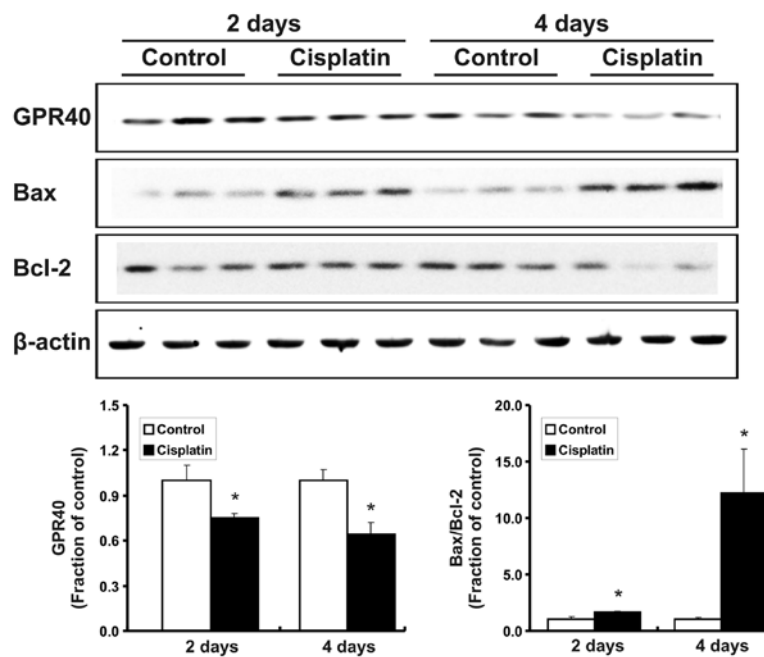 2 days 4 days
Control Cisplatin Control Cisplatin
GPR40
Bax
Bcl-2
β-actin
GPR40
(Fraction of control)
1.5
1.2
0.9
0.6
0.3
0.0
Control
Cisplatin
*
*
2 days 4 days
Bax/Bcl-2
(Fraction of control)
20.0
15.0
10.0
5.0
0.0
Control
Cisplatin
*
*
2 days 4 days